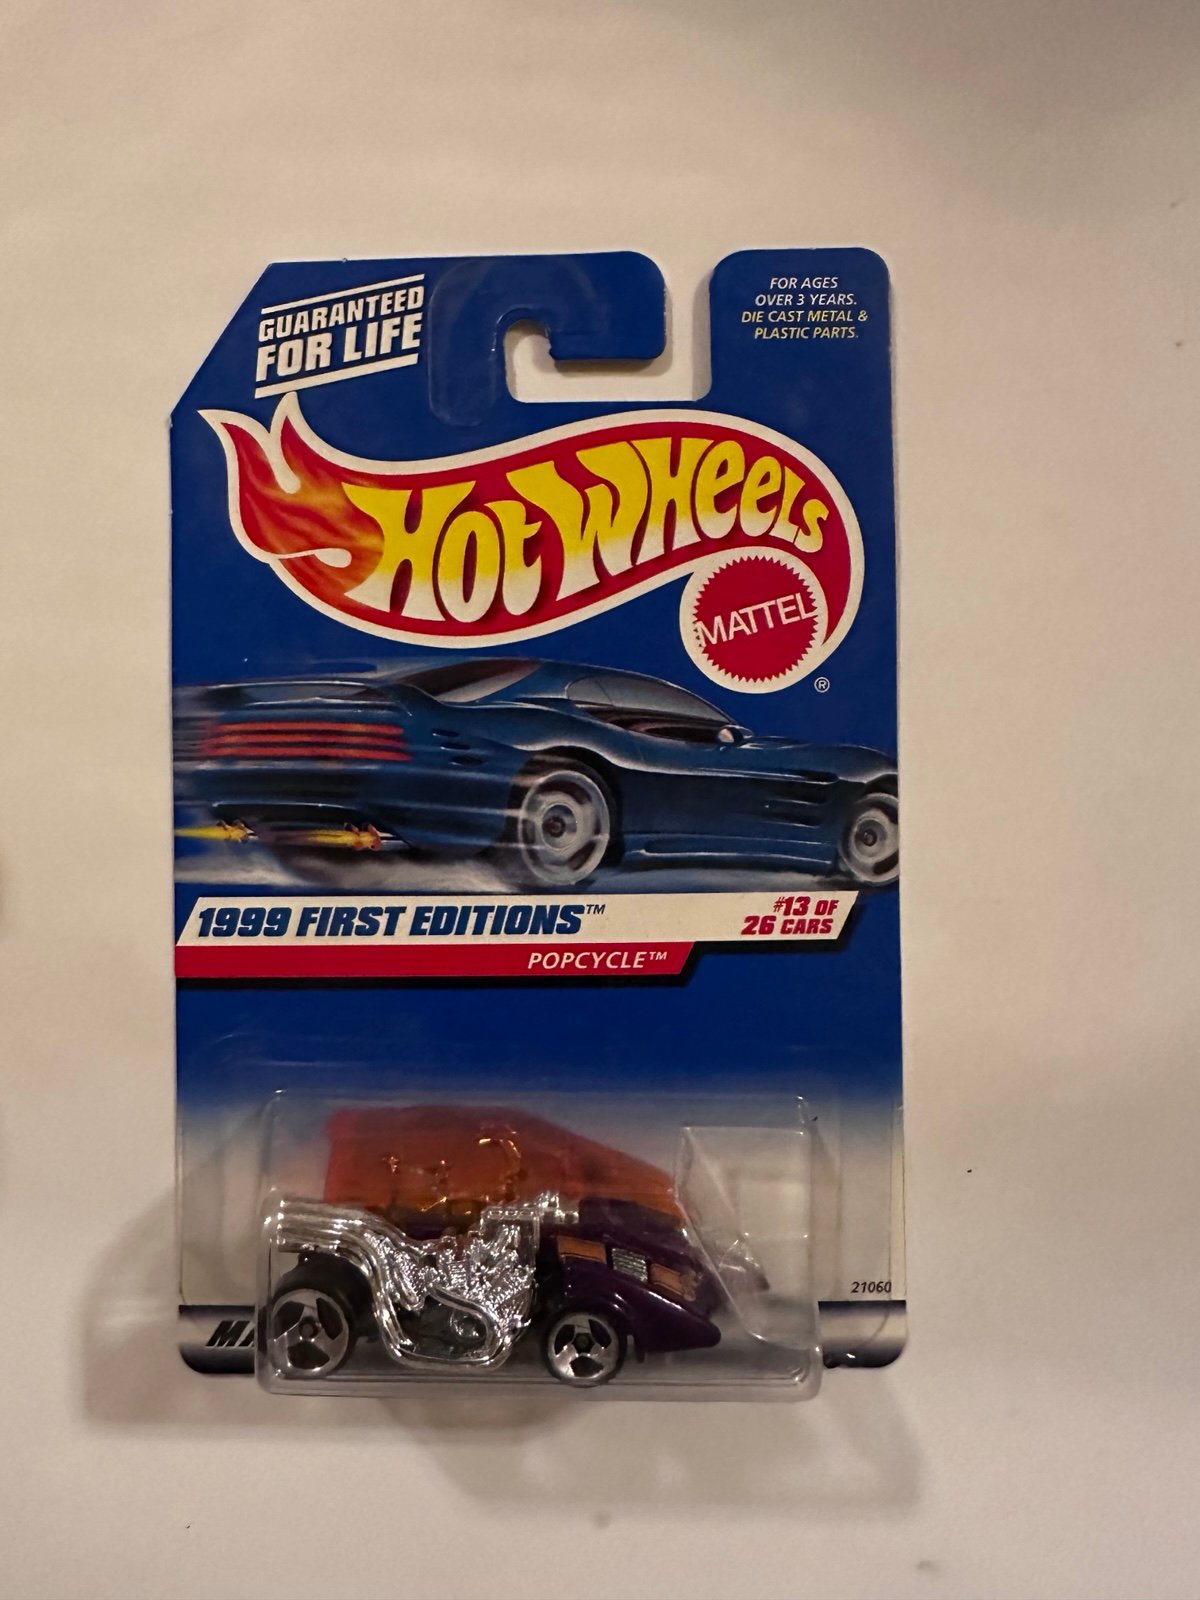 GUARANTEED
FOR LIFE
FOR AGES
OVER 3 YEARS.
DIE CAST METAL &
PLASTIC PARTS.
HOT WHEELS
MATTEL
®
1999 FIRST EDITIONS™
#13 OF
26 CARS
POPCYCLE™
21060